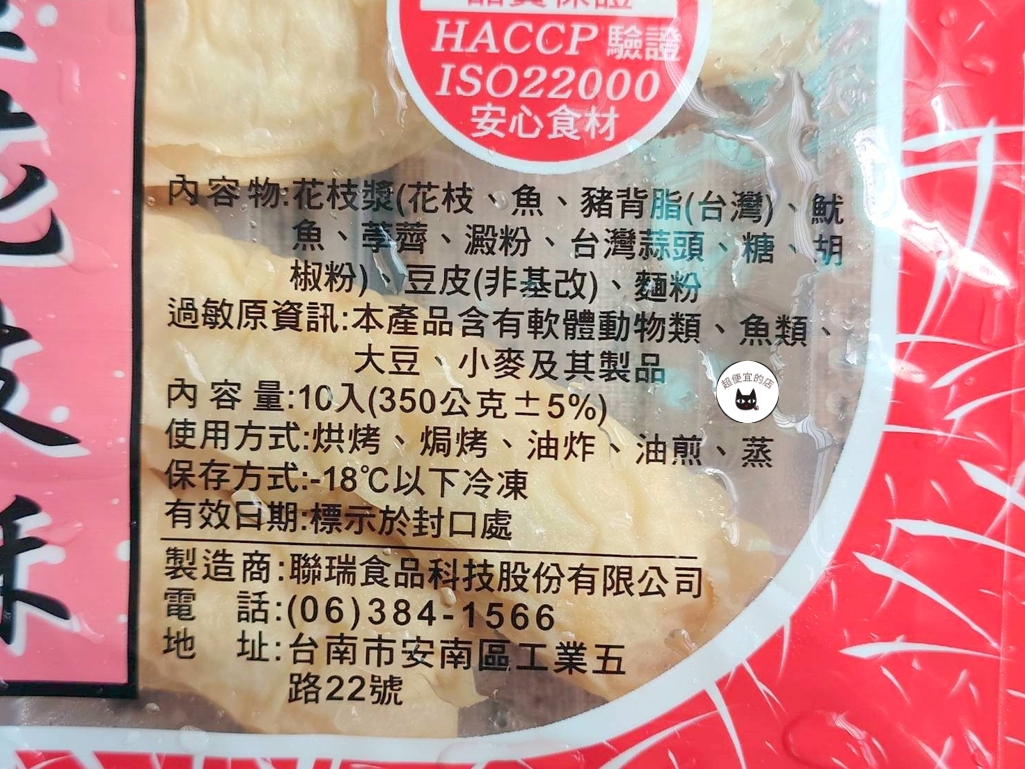 HACCP 驗證
ISO22000
安心食材
內容物:花枝漿(花枝、魚、豬背脂(台灣)、魷
魚、荸薺、澱粉、台灣蒜頭、糖、胡
椒粉)、豆皮(非基改)、麵粉
過敏原資訊:本產品含有軟體動物類、魚類、
大豆、小麥及其製品
內容量:10入(350公克±5%)
超便宜的店
使用方式:烘烤、焗烤、油炸、油煎、蒸
保存方式:-18℃以下冷凍
有效日期:標示於封口處
製造商:聯瑞食品科技股份有限公司
電 話:(06)384-1566
地 址:台南市安南區工業五
路22號